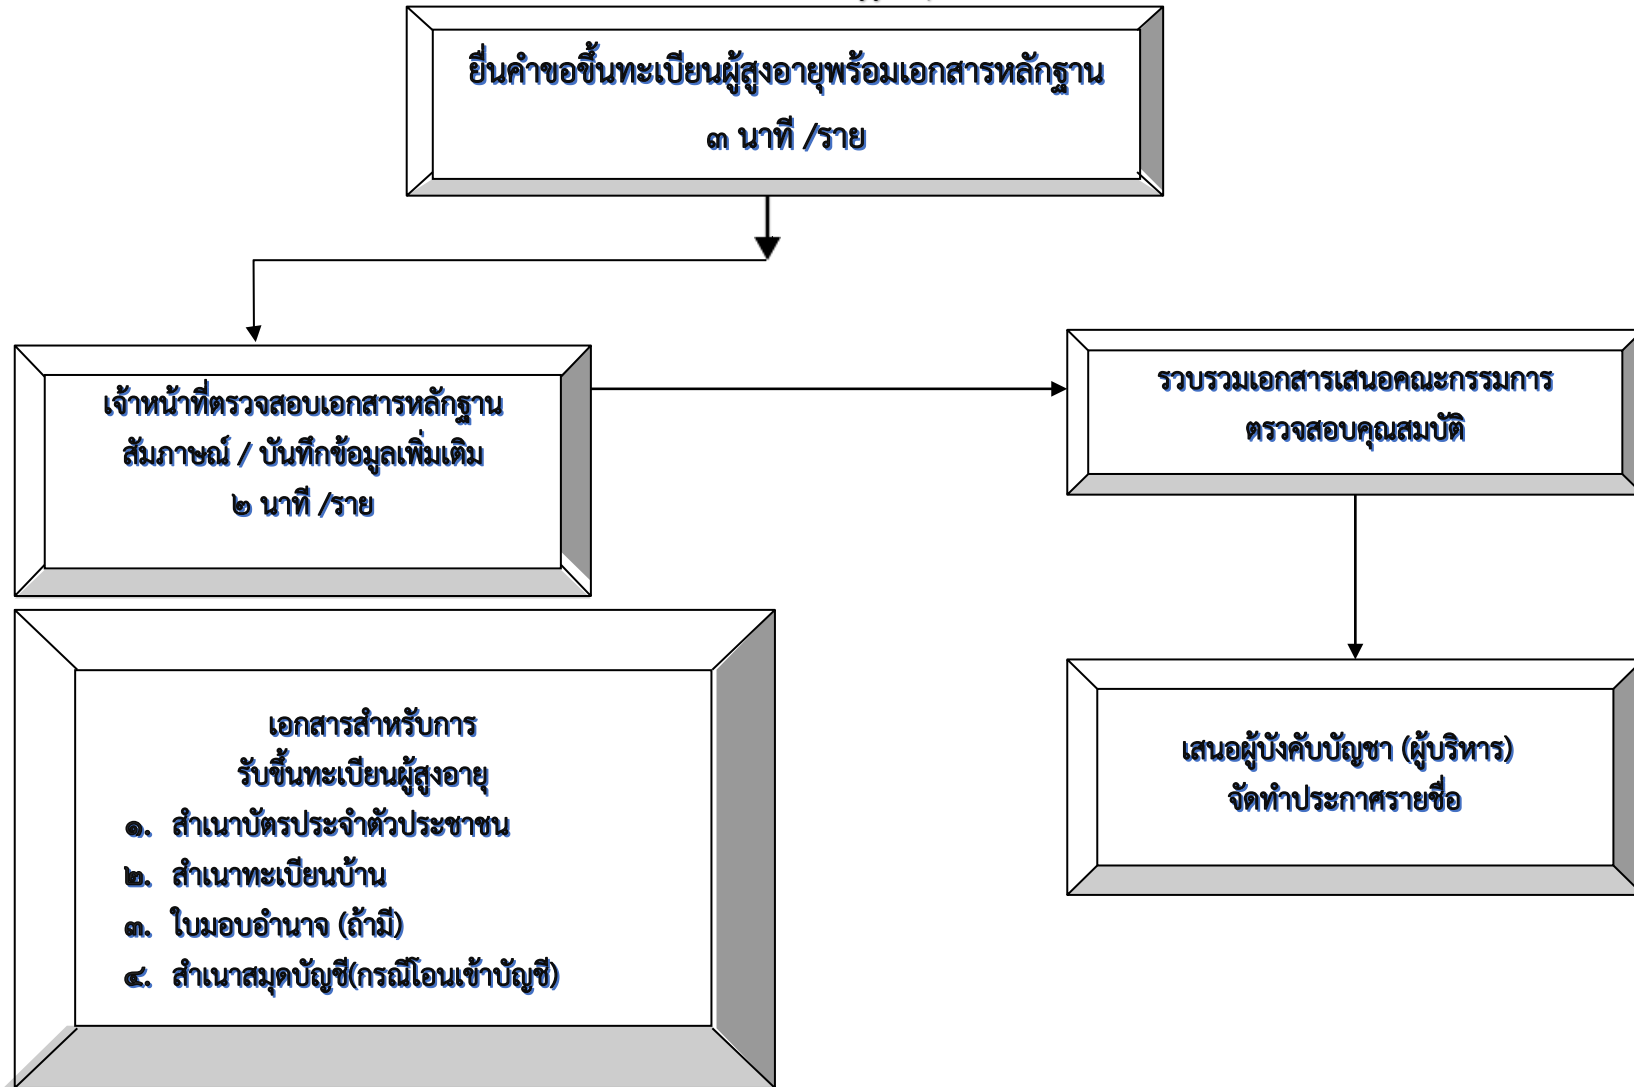 ยื่นคำขอขึ้นทะเบียนผู้สูงอายุพร้อมเอกสารหลักฐาน
๓ นาที /ราย
เจ้าหน้าที่ตรวจสอบเอกสารหลักฐาน
สัมภาษณ์ / บันทึกข้อมูลเพิ่มเติม
๒ นาที /ราย
รวบรวมเอกสารเสนอคณะกรรมการ
ตรวจสอบคุณสมบัติ
เสนอผู้บังคับบัญชา (ผู้บริหาร)
จัดทำประกาศรายชื่อ
เอกสารสำหรับการ
รับขึ้นทะเบียนผู้สูงอายุ
๑. สำเนาบัตรประจำตัวประชาชน
๒. สำเนาทะเบียนบ้าน
๓. ใบมอบอำนาจ (ถ้ามี)
๔. สำเนาสมุดบัญชี(กรณีโอนเข้าบัญชี)